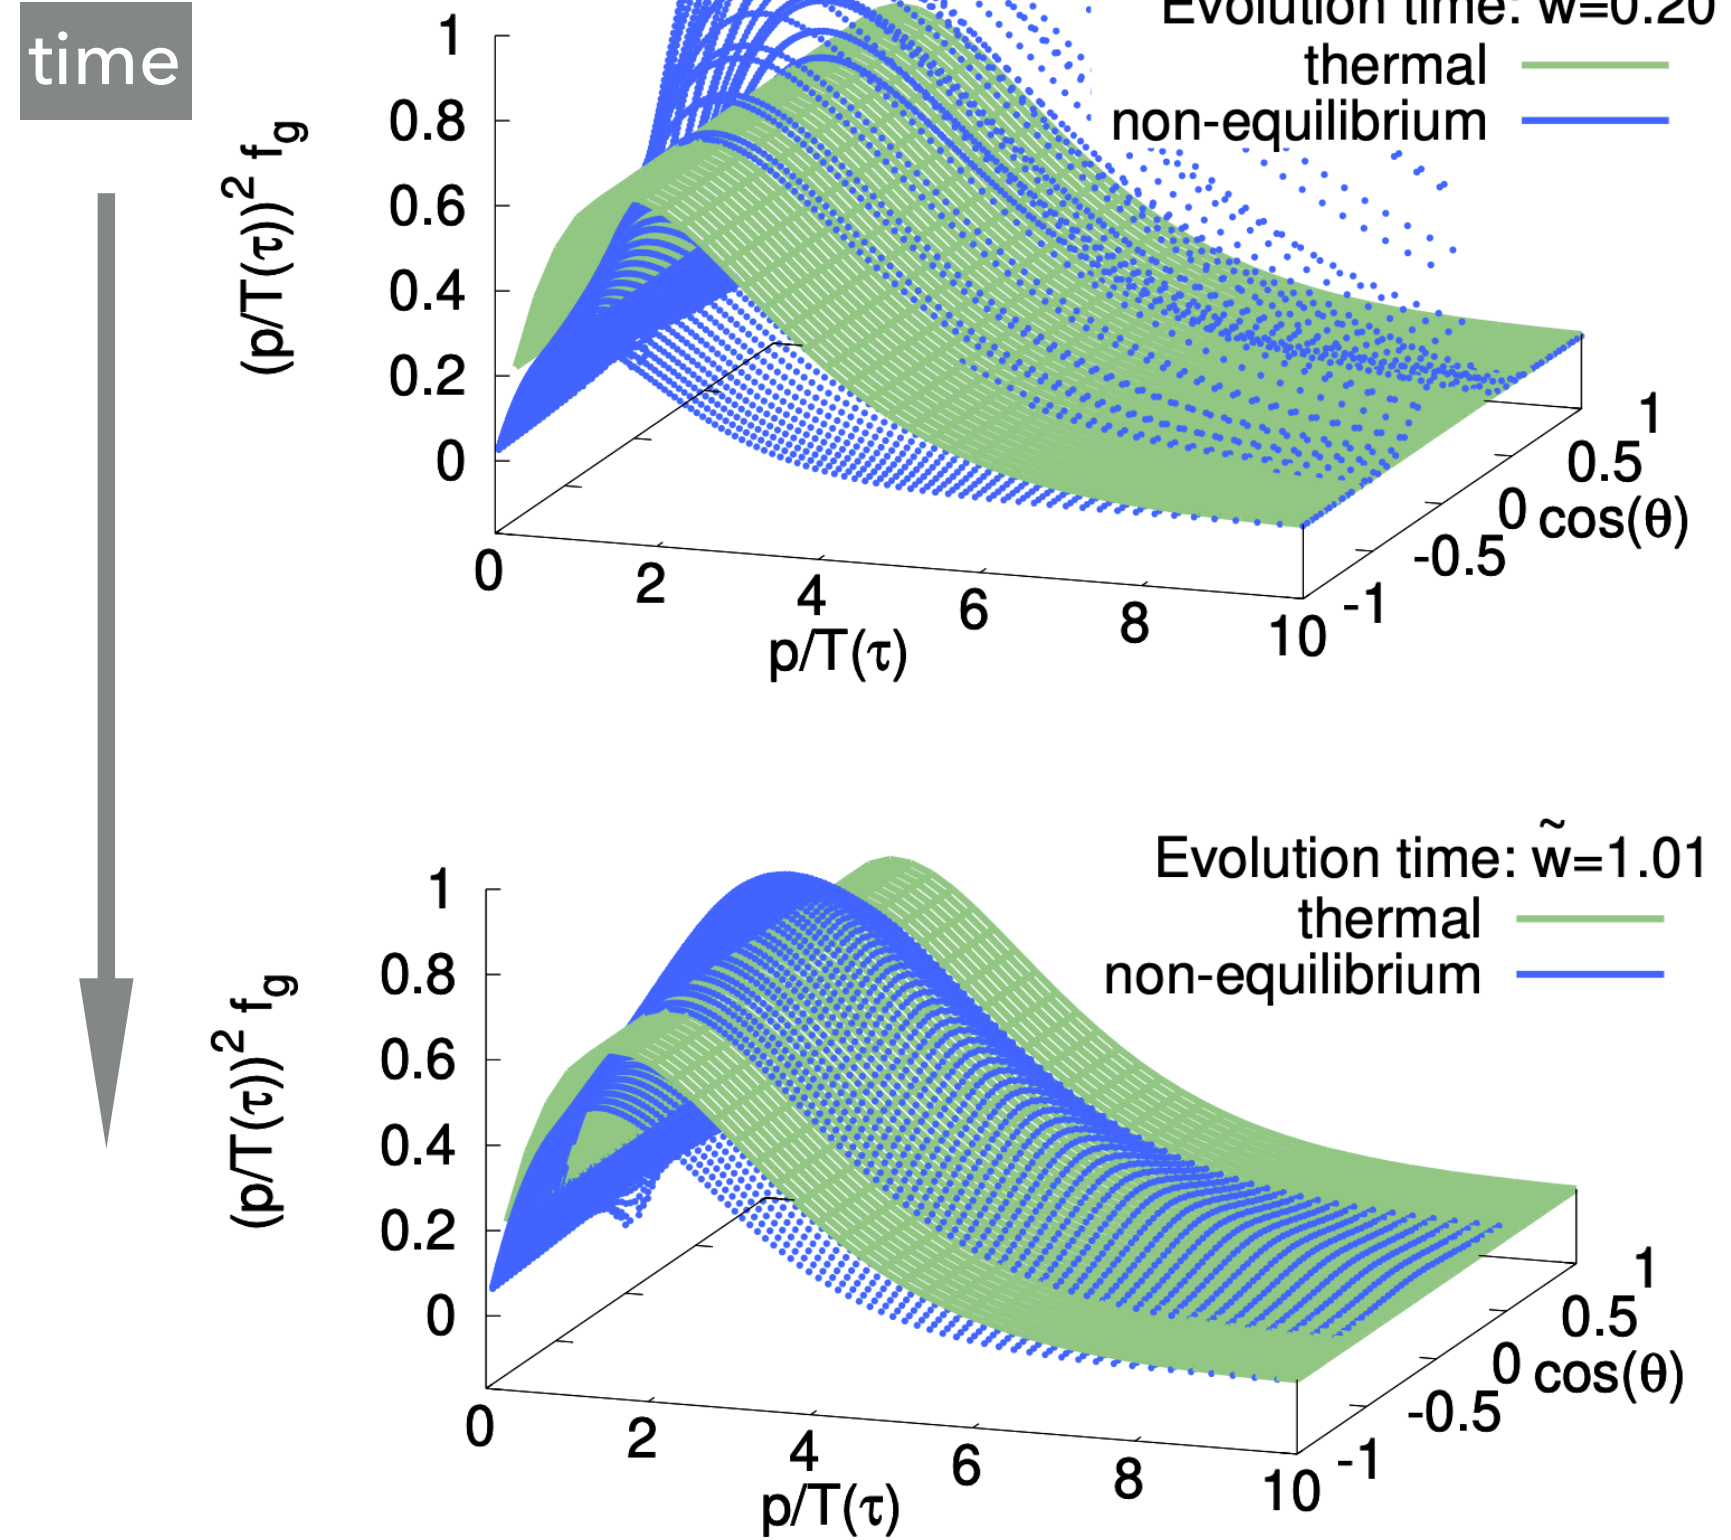 time
Evolution time: w̃=0.20
thermal
non-equilibrium
1
0.8
0.6
0.4
0.2
0
(p/T(τ))² f_g
0
2
4
6
8
10
p/T(τ)
-1
-0.5
0
0.5
1
cos(θ)
Evolution time: w̃=1.01
thermal
non-equilibrium
1
0.8
0.6
0.4
0.2
0
(p/T(τ))² f_g
0
2
4
6
8
10
p/T(τ)
-1
-0.5
0
0.5
1
cos(θ)